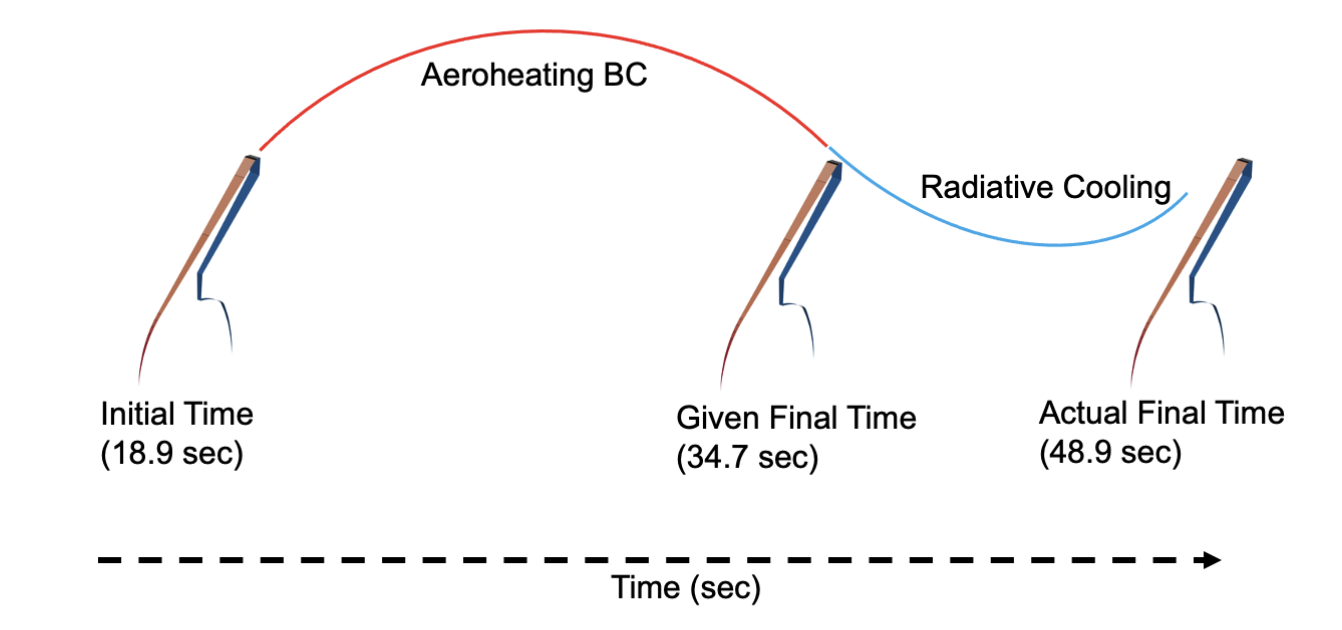 Aeroheating BC
Radiative Cooling
Initial Time
(18.9 sec)
Given Final Time
(34.7 sec)
Actual Final Time
(48.9 sec)
Time (sec)